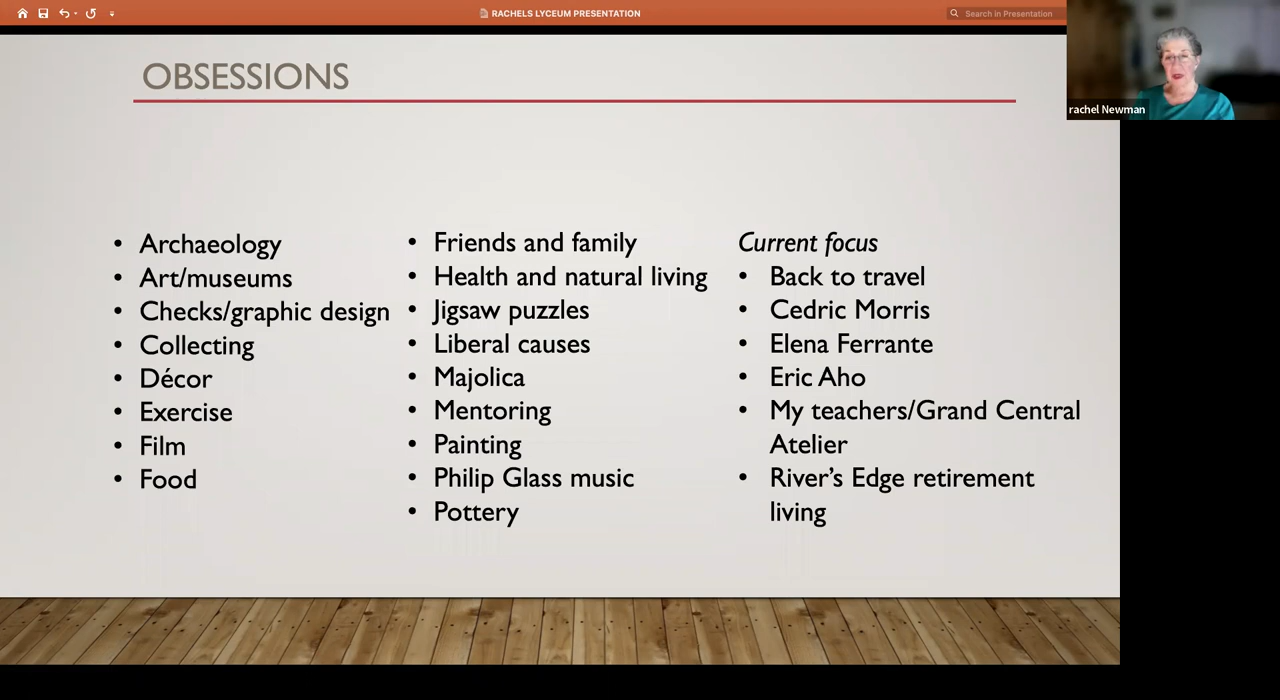 RACHELS LYCEUM PRESENTATION
Search in Presentation
rachel Newman
OBSESSIONS
• Archaeology
• Art/museums
• Checks/graphic design
• Collecting
• Décor
• Exercise
• Film
• Food
• Friends and family
• Health and natural living
• Jigsaw puzzles
• Liberal causes
• Majolica
• Mentoring
• Painting
• Philip Glass music
• Pottery
Current focus
• Back to travel
• Cedric Morris
• Elena Ferrante
• Eric Aho
• My teachers/Grand Central
Atelier
• River’s Edge retirement
living